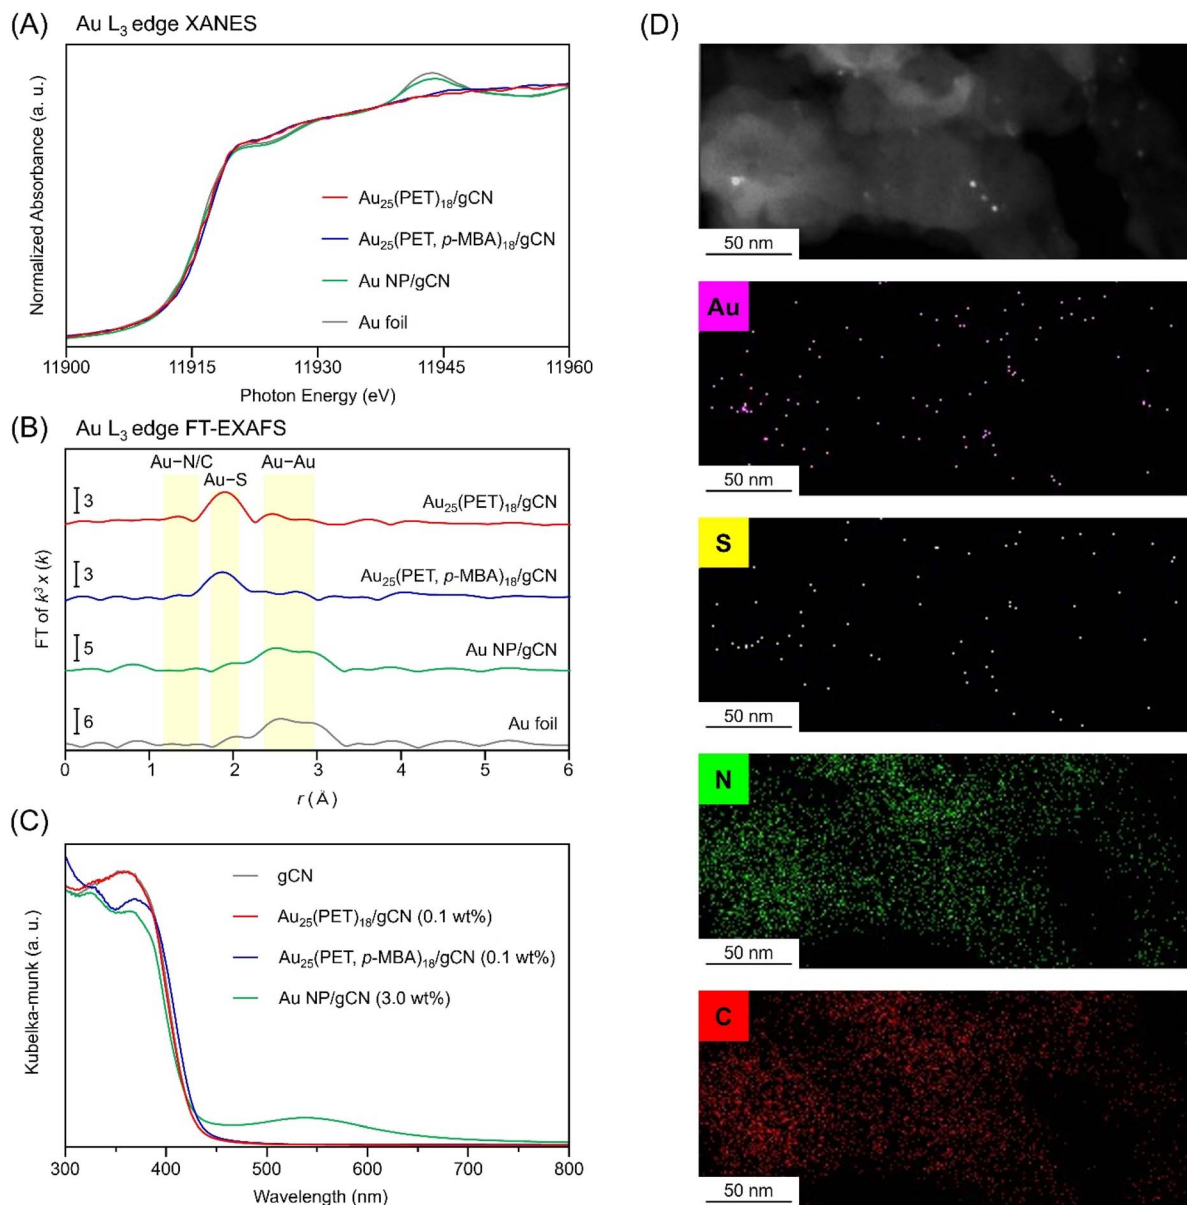 (A) Au L₃ edge XANES
Normalized Absorbance (a. u.)
Au₂₅(PET)₁₈/gCN
Au₂₅(PET, p-MBA)₁₈/gCN
Au NP/gCN
Au foil
11900 11915 11930 11945 11960
Photon Energy (eV)
(B) Au L₃ edge FT-EXAFS
FT of k³ x (k)
Au−N/C
Au−S
Au−Au
3
Au₂₅(PET)₁₈/gCN
3
Au₂₅(PET, p-MBA)₁₈/gCN
5
Au NP/gCN
6
Au foil
0 1 2 3 4 5 6
r (Å)
(C)
Kubelka-munk (a. u.)
gCN
Au₂₅(PET)₁₈/gCN (0.1 wt%)
Au₂₅(PET, p-MBA)₁₈/gCN (0.1 wt%)
Au NP/gCN (3.0 wt%)
300 400 500 600 700 800
Wavelength (nm)
(D)
50 nm
Au
50 nm
S
50 nm
N
50 nm
C
50 nm